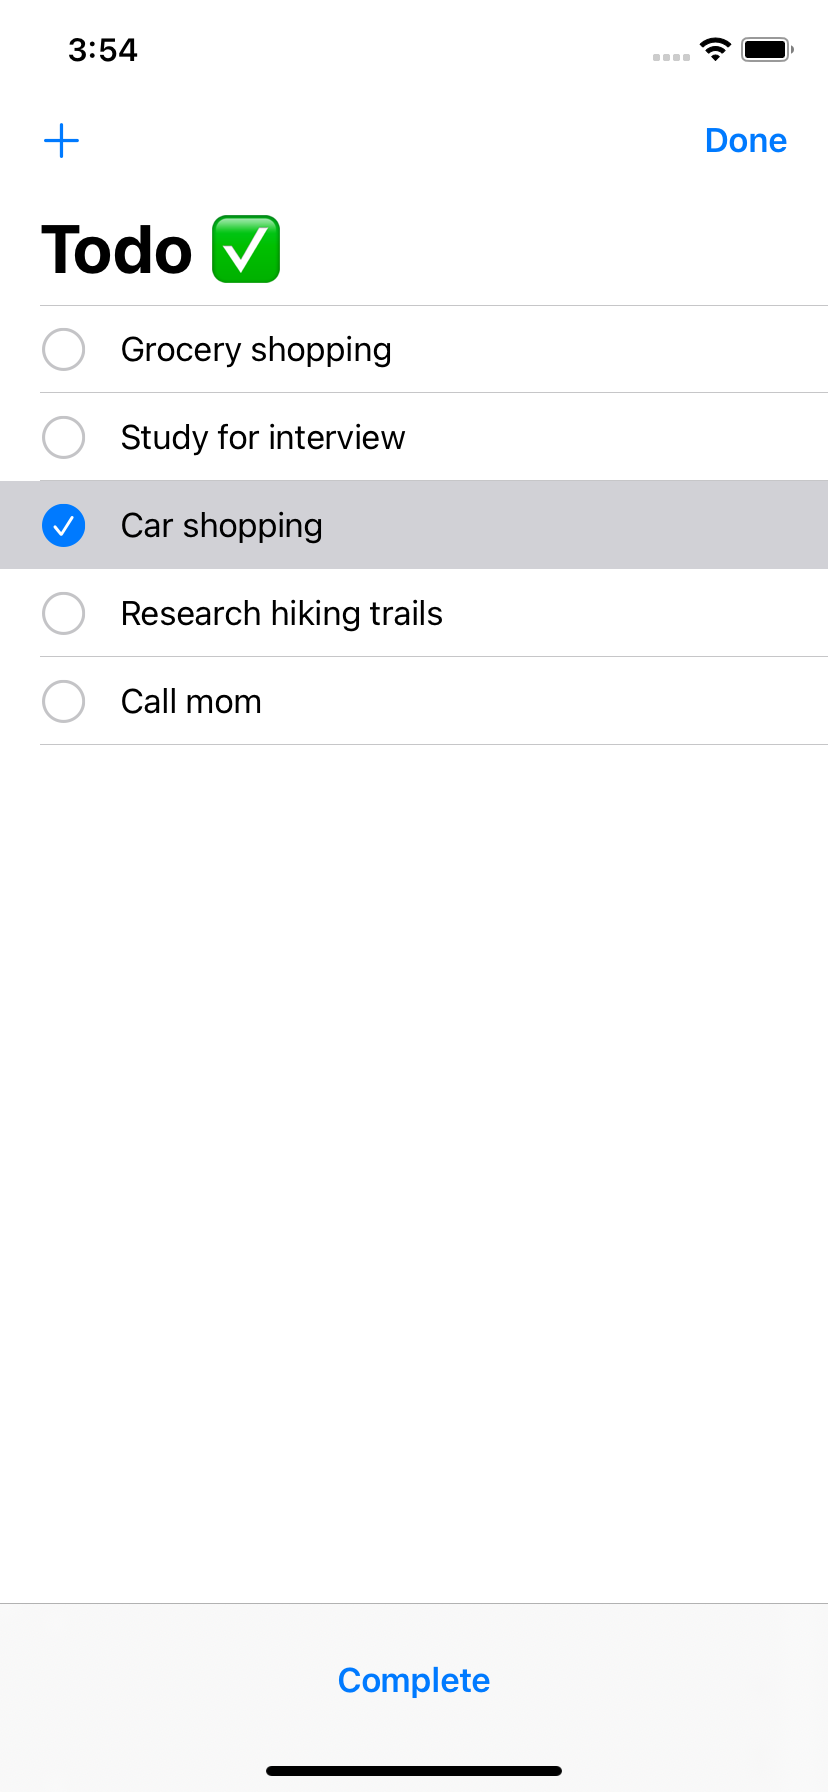 3:54
Done
Todo ✅
Grocery shopping
Study for interview
Car shopping
Research hiking trails
Call mom
Complete